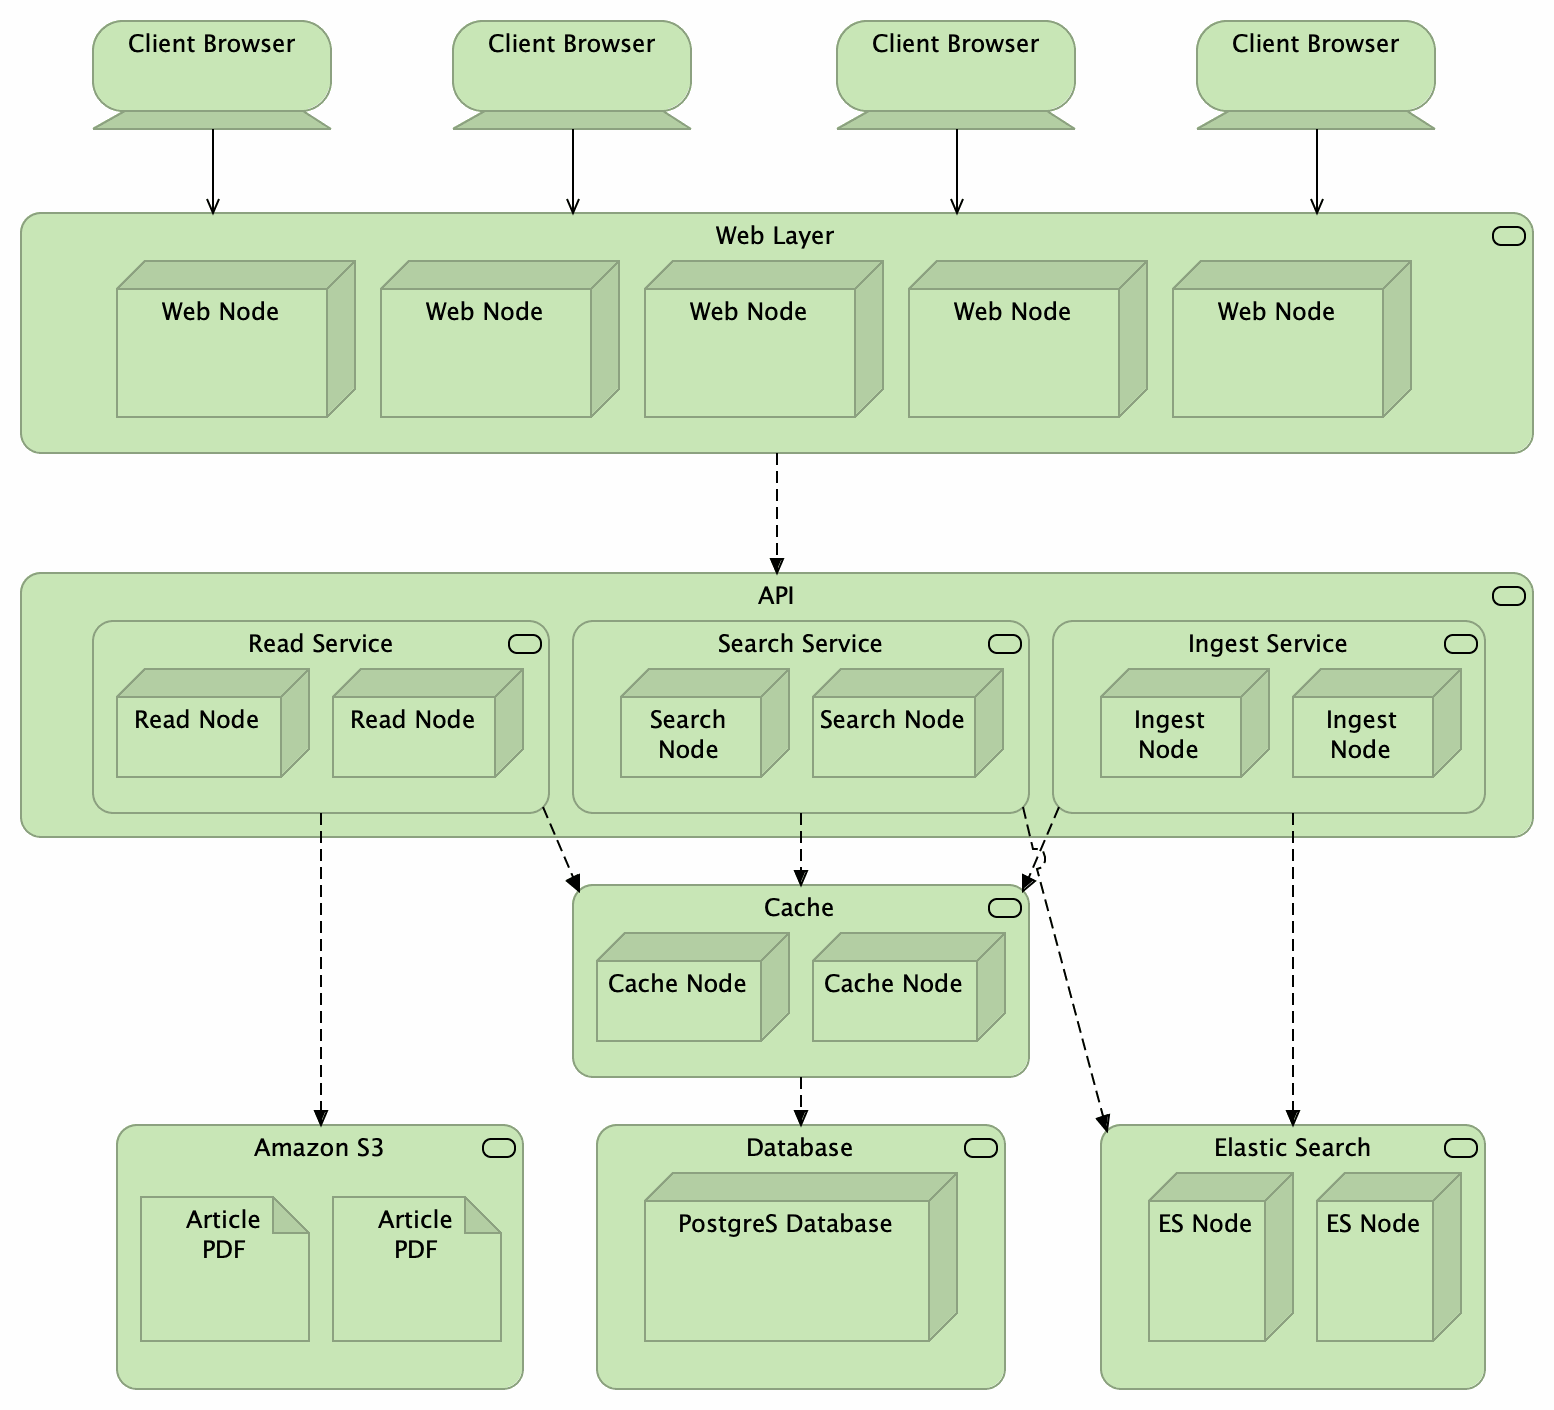 Client Browser
Client Browser
Client Browser
Client Browser
Web Layer
Web Node
Web Node
Web Node
Web Node
Web Node
API
Read Service
Read Node
Read Node
Search Service
Search
Node
Search Node
Ingest Service
Ingest
Node
Ingest
Node
Cache
Cache Node
Cache Node
Amazon S3
Article
PDF
Article
PDF
Database
PostgreS Database
Elastic Search
ES Node
ES Node